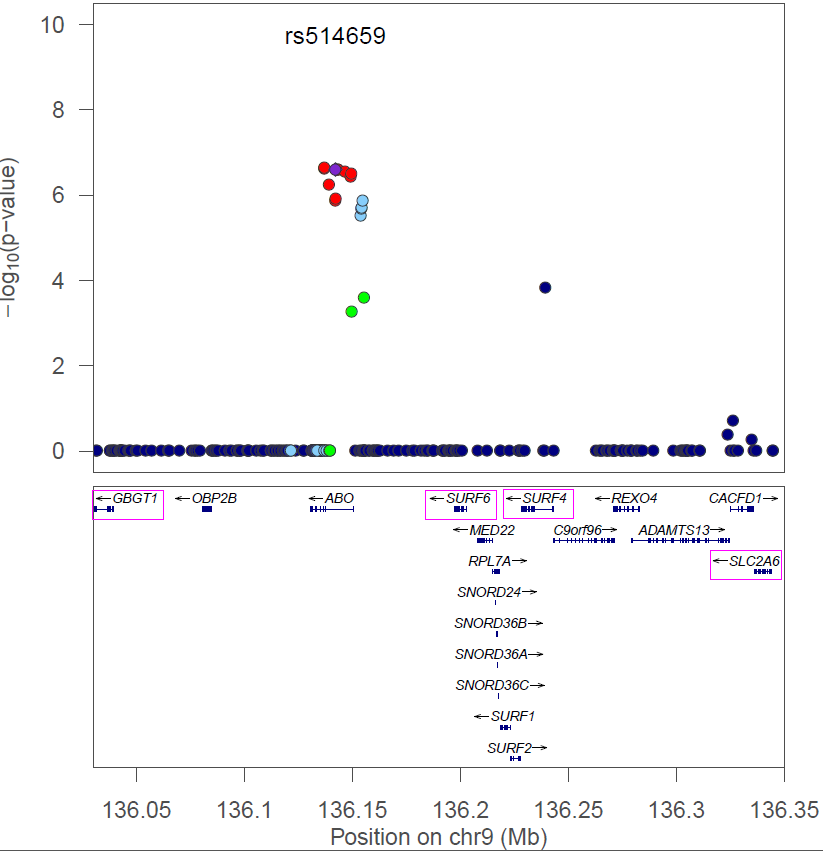 rs514659
10
8
6
4
2
0
−log10(p−value)
←GBGT1 ←OBP2B ←ABO ←SURF6 ←SURF4 ←REXO4 CACFD1→
←MED22 C9orf96→ ADAMTS13→
RPL7A→ ←SLC2A6
SNORD24→
SNORD36B→
SNORD36A→
SNORD36C→
←SURF1
SURF2→
136.05 136.1 136.15 136.2 136.25 136.3 136.35
Position on chr9 (Mb)